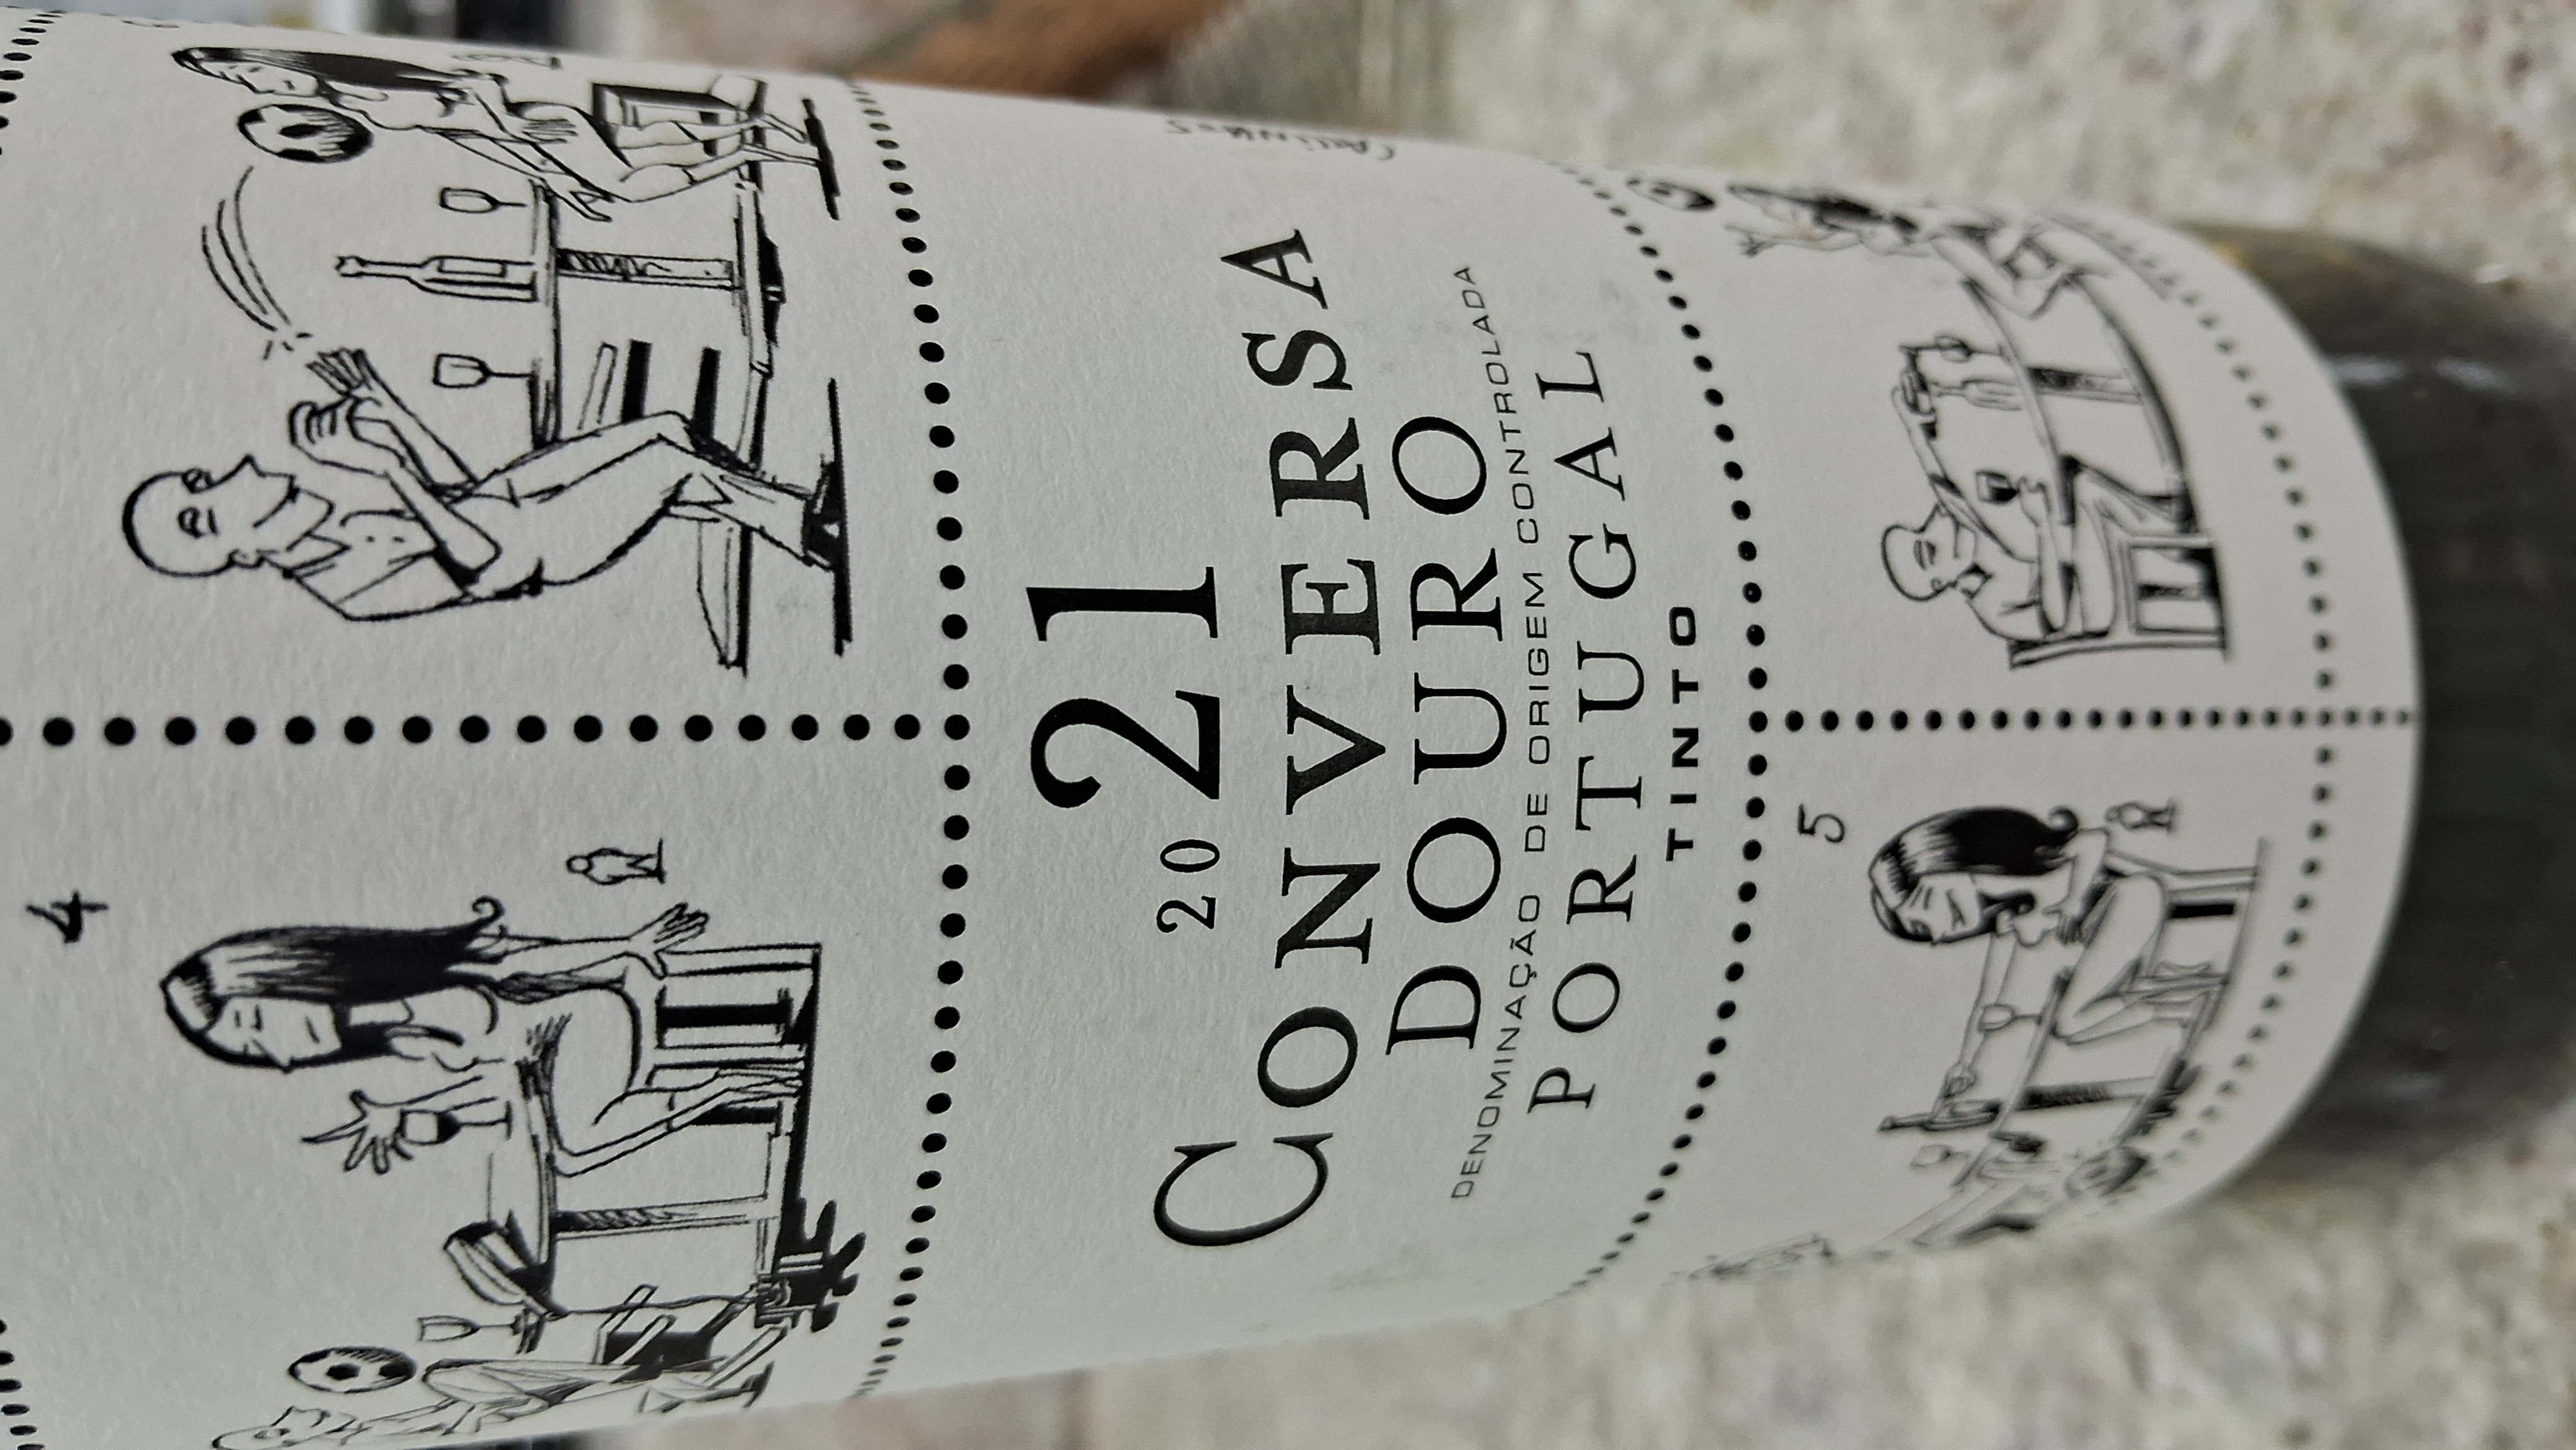 4
2021
CONVERSA
DOURO
DENOMINAÇÃO DE ORIGEM CONTROLADA
PORTUGAL
TINTO
5